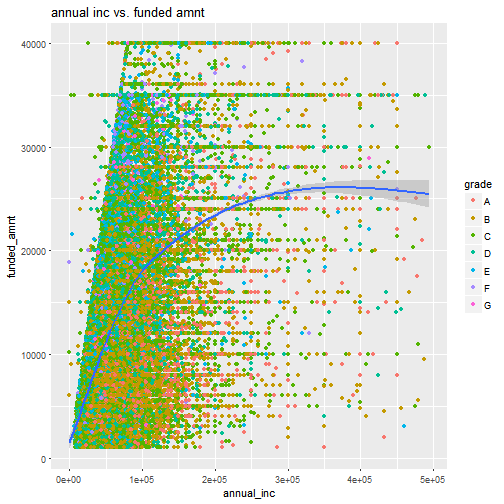 annual inc vs. funded amnt
funded_amnt
40000
30000
20000
10000
0
0e+00 1e+05 2e+05 3e+05 4e+05 5e+05
annual_inc
grade
A
B
C
D
E
F
G